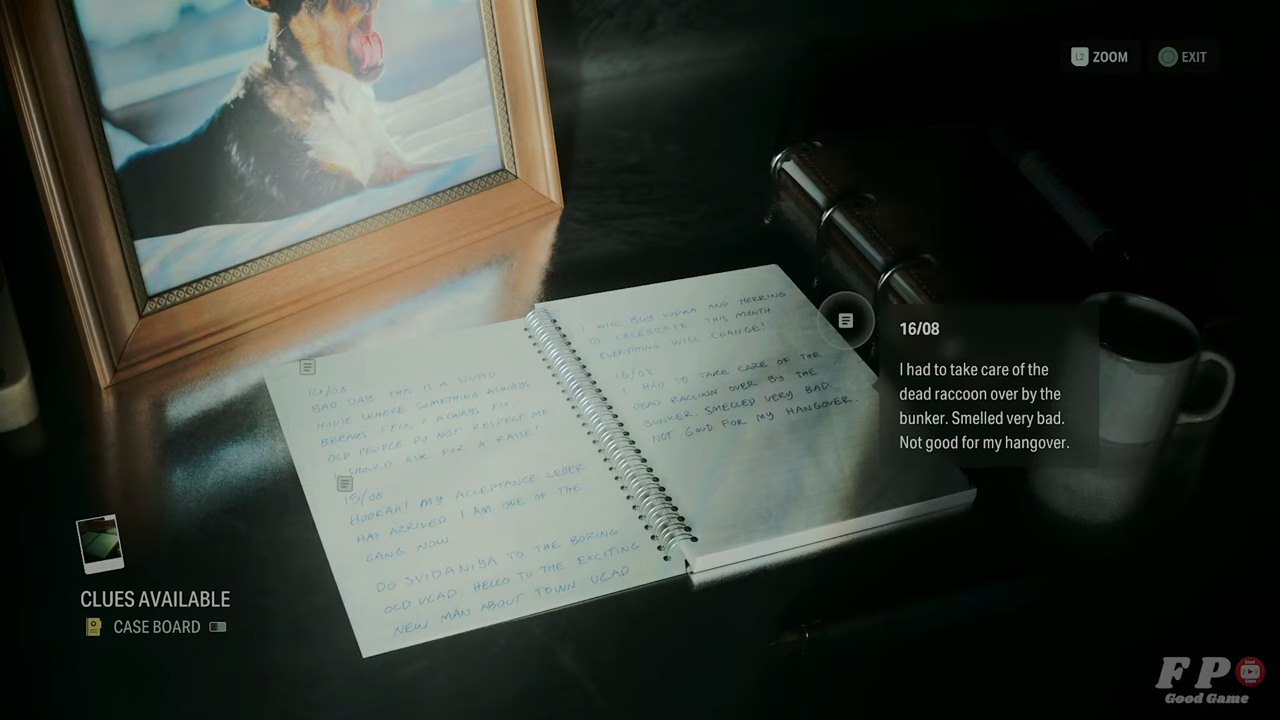 L2 ZOOM
EXIT
14/08
BAD DAY. THIS IS A STUPID
HOUSE WHERE SOMETHING ALWAYS
BREAKS. I FIX, I ALWAYS FIX.
OLD PEOPLE DO NOT RESPECT ME.
I SHOULD ASK FOR A RAISE!
15/08
HOORAH! MY ACCEPTANCE LETTER
HAS ARRIVED. I AM ONE OF THE
GANG NOW.
DO SVIDANIYA TO THE BORING
OLD VLAD. HELLO TO THE EXCITING
NEW MAN ABOUT TOWN VLAD
WILL BUY VODKA AND HERRING
TO CELEBRATE. THIS MONTH
EVERYTHING WILL CHANGE!
16/08
I HAD TO TAKE CARE OF THE
DEAD RACCOON OVER BY THE
BUNKER. SMELLED VERY BAD.
NOT GOOD FOR MY HANGOVER.
16/08
I had to take care of the
dead raccoon over by the
bunker. Smelled very bad.
Not good for my hangover.
CLUES AVAILABLE
CASE BOARD
FP
Good Game